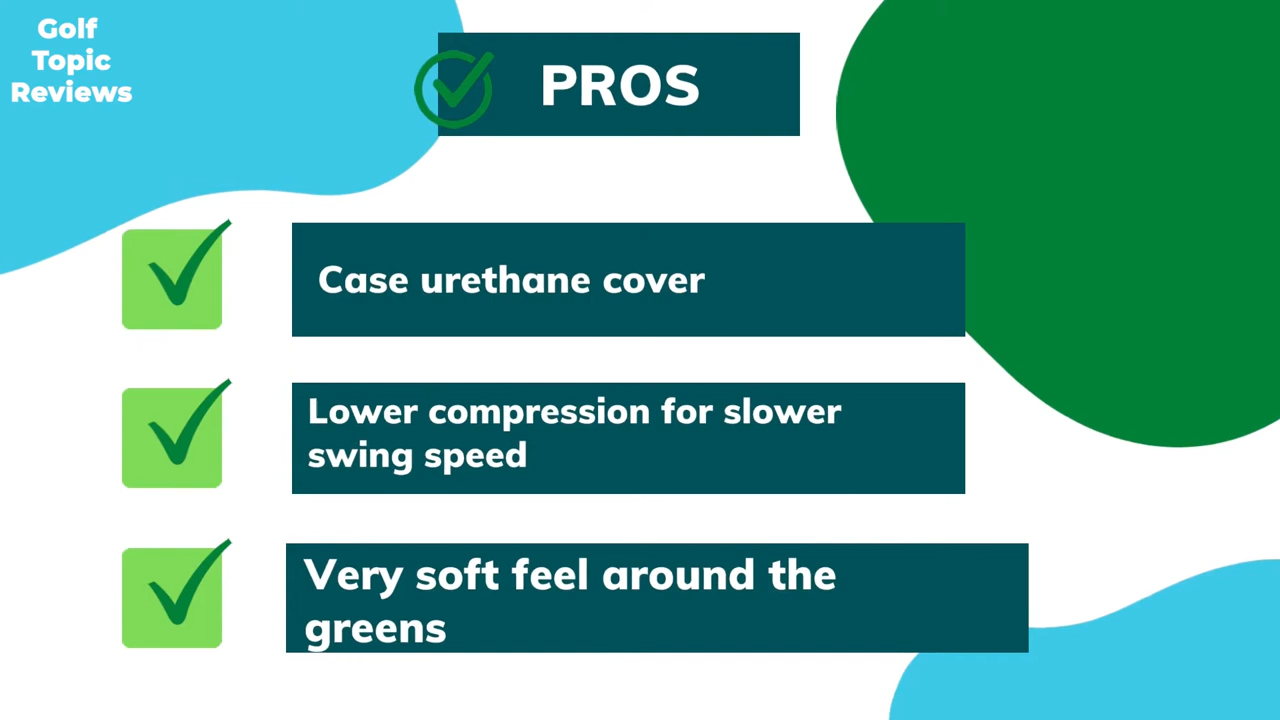 Golf
Topic
Reviews
PROS
Case urethane cover
Lower compression for slower
swing speed
Very soft feel around the
greens